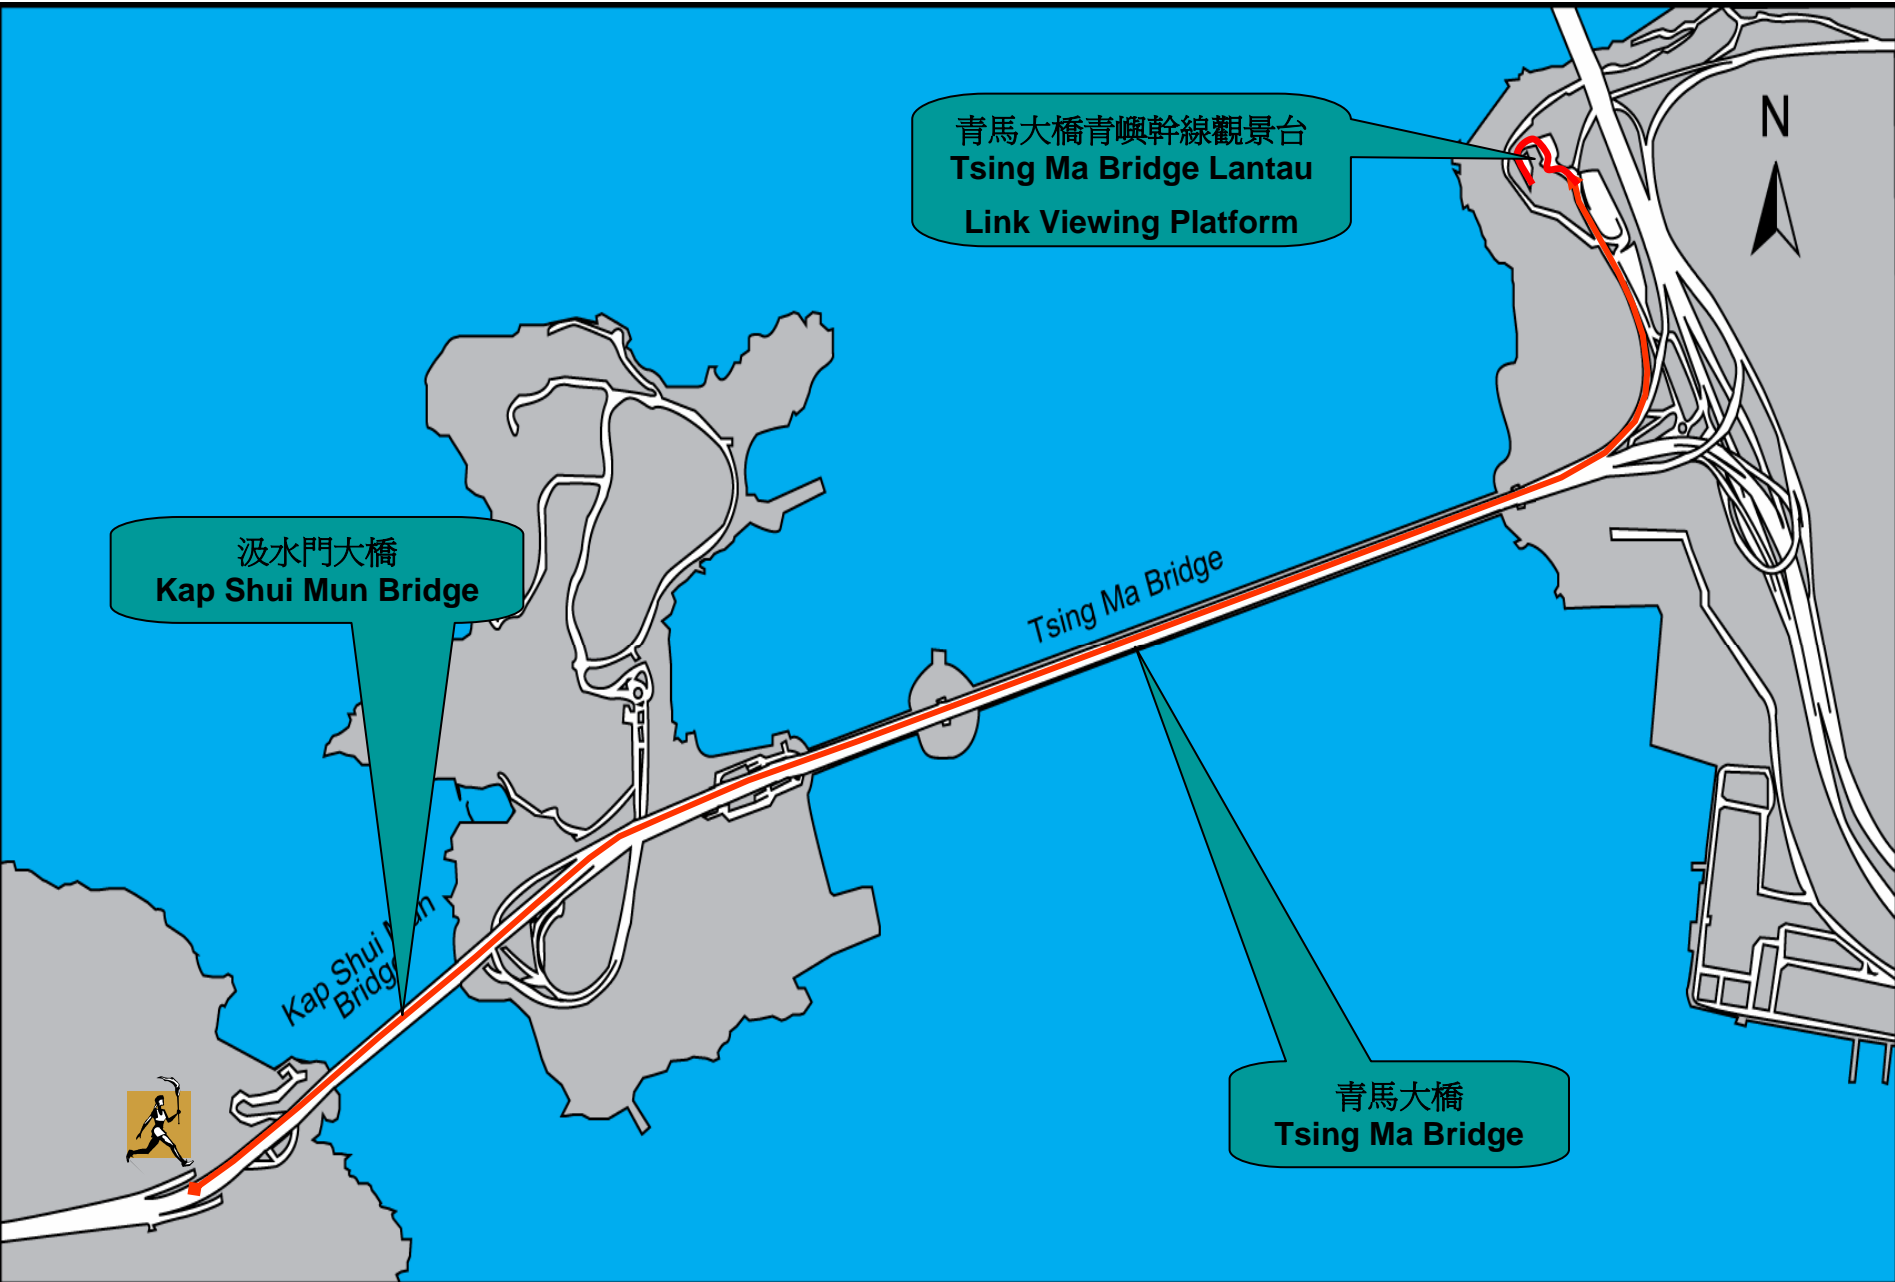 青馬大橋青嶼幹線觀景台
Tsing Ma Bridge Lantau
Link Viewing Platform
N
汲水門大橋
Kap Shui Mun Bridge
Tsing Ma Bridge
Kap Shui Mun
Bridge
青馬大橋
Tsing Ma Bridge